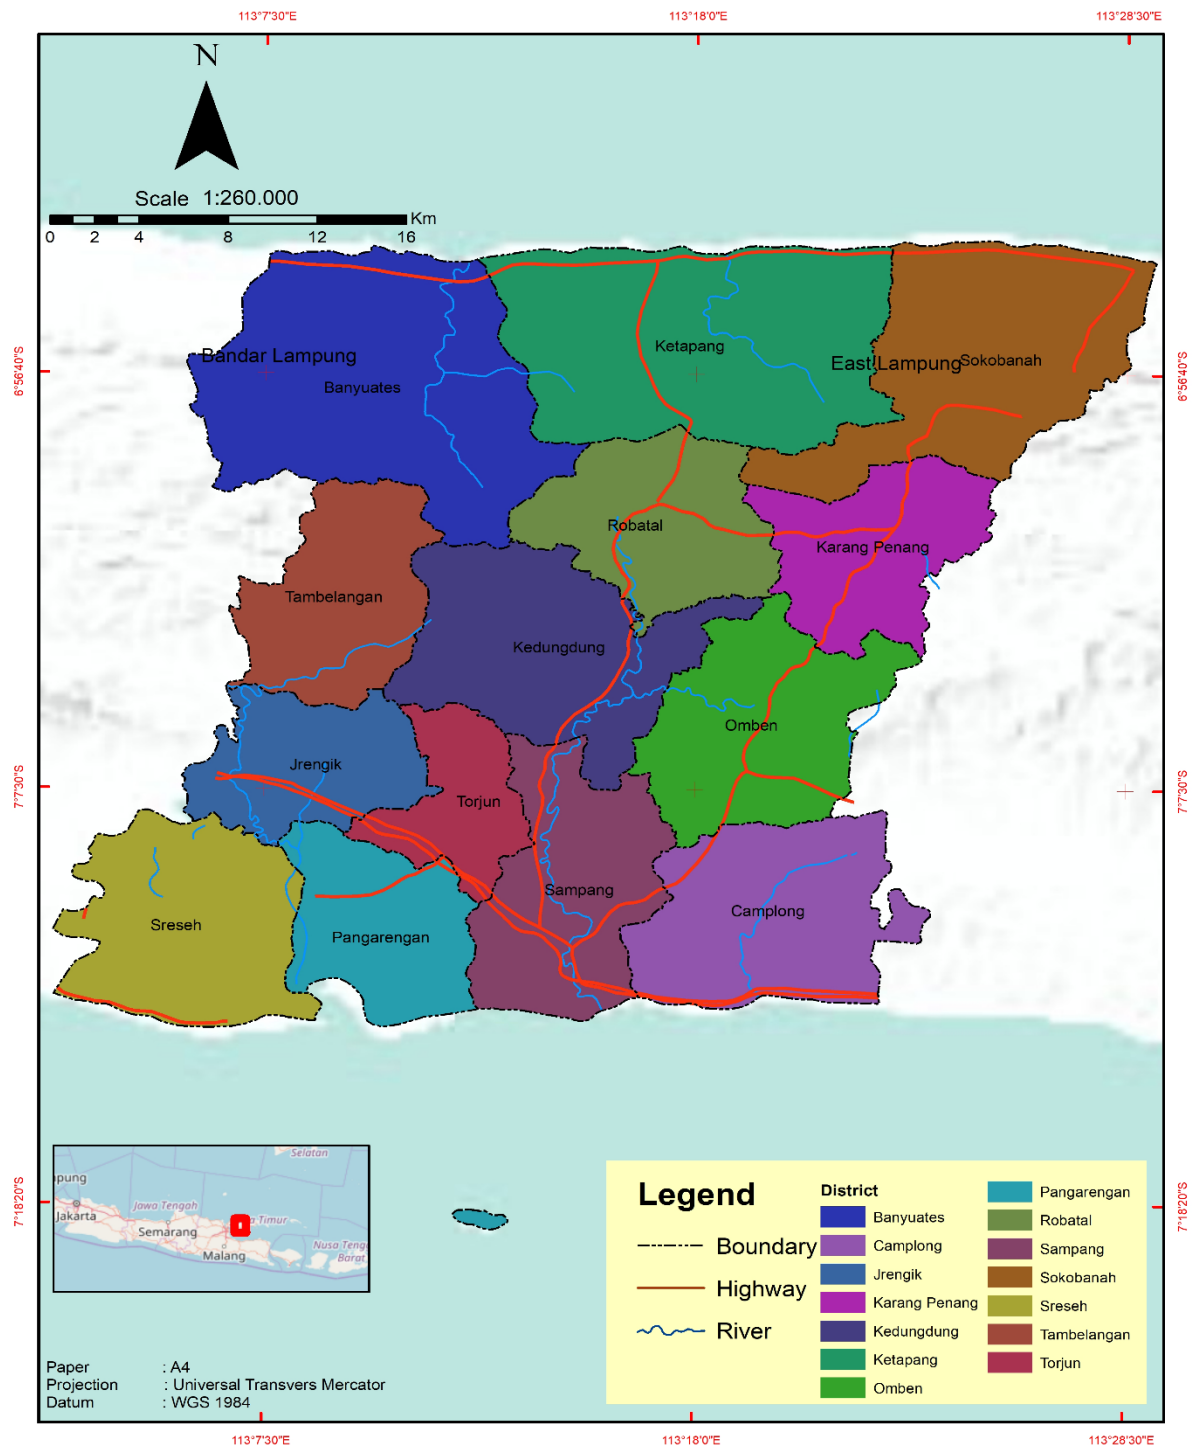 113°7'30"E 113°18'0"E 113°28'30"E
N
Scale 1:260.000
Km
0 2 4 8 12 16
6°56'40"S
6°56'40"S
Ketapang
Bandar Lampung
East Lampung
Sokobanah
Banyuates
Robatal
Karang Penang
Tambelangan
Kedungdung
Omben
Jrengik
7°7'30"S
7°7'30"S
Torjun
Sampang
Camplong
Sreseh
Pangarengan
Selatan
Jakarta
Jawa Tengah
Semarang
Malang
7°18'20"S
7°18'20"S
Legend
Boundary
Highway
River
District
Banyuates
Camplong
Jrengik
Karang Penang
Kedungdung
Ketapang
Omben
Pangarengan
Robatal
Sampang
Sokobanah
Sreseh
Tambelangan
Torjun
Paper : A4
Projection : Universal Transvers Mercator
Datum : WGS 1984
113°7'30"E 113°18'0"E 113°28'30"E